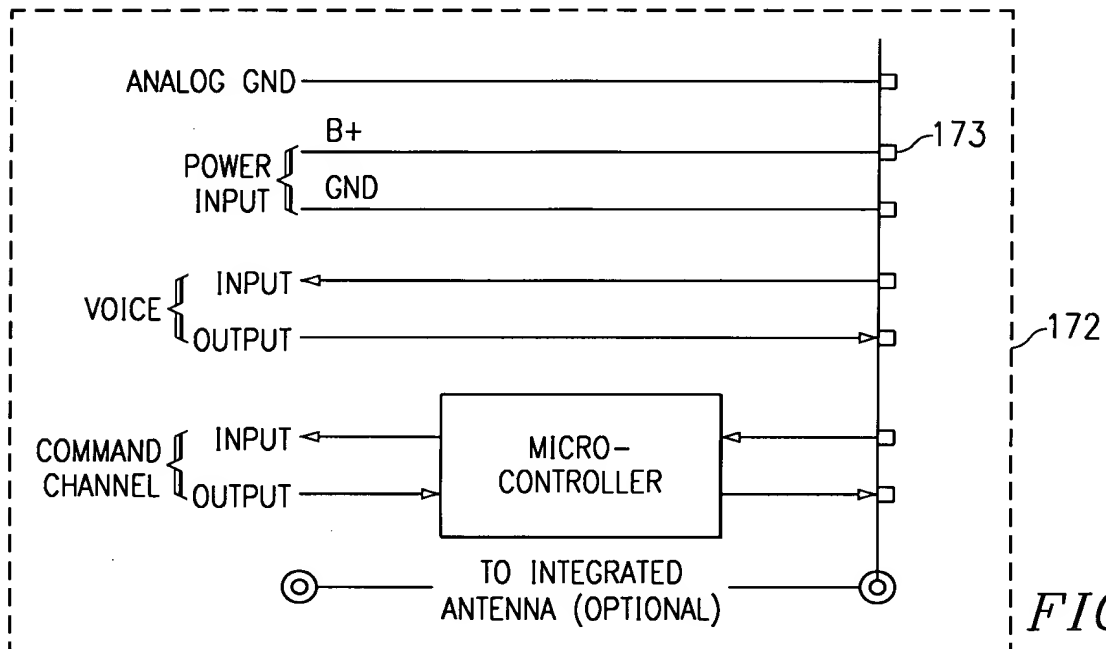 ANALOG GND
B+
173
POWER
INPUT
GND
VOICE
INPUT
OUTPUT
172
COMMAND
CHANNEL
INPUT
OUTPUT
MICRO-
CONTROLLER
TO INTEGRATED
ANTENNA (OPTIONAL)